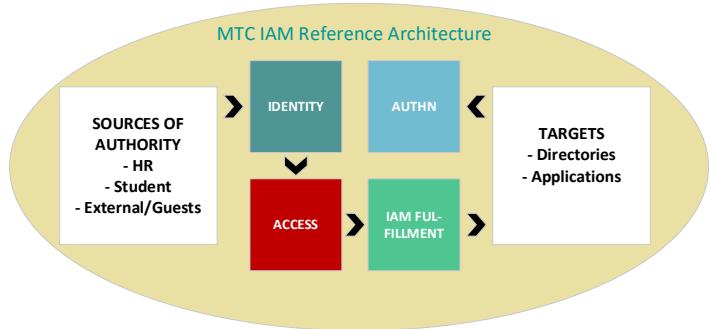 MTC IAM Reference Architecture
SOURCES OF
AUTHORITY
- HR
- Student
- External/Guests
IDENTITY
AUTHN
ACCESS
IAM FUL-
FILLMENT
TARGETS
- Directories
- Applications